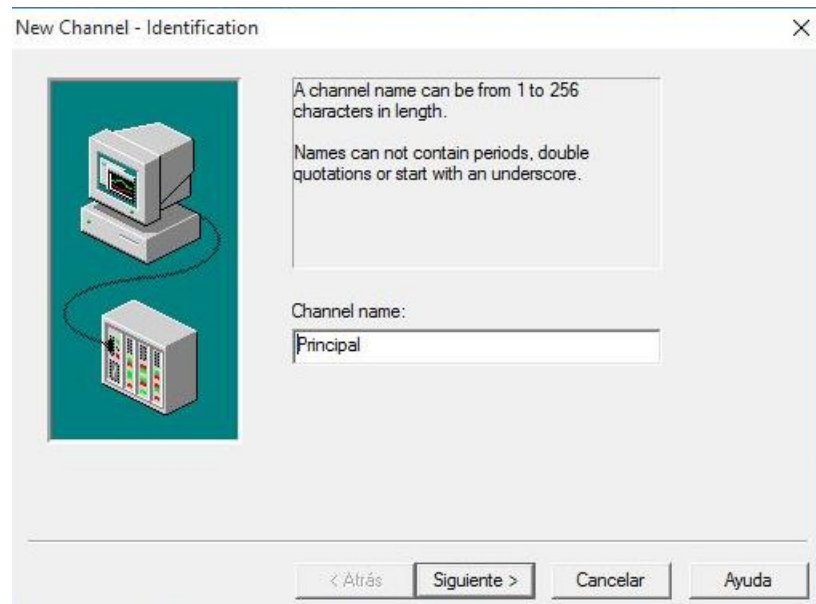 New Channel - Identification
A channel name can be from 1 to 256
characters in length.
Names can not contain periods, double
quotations or start with an underscore.
Channel name:
Principal
< Atrás
Siguiente >
Cancelar
Ayuda